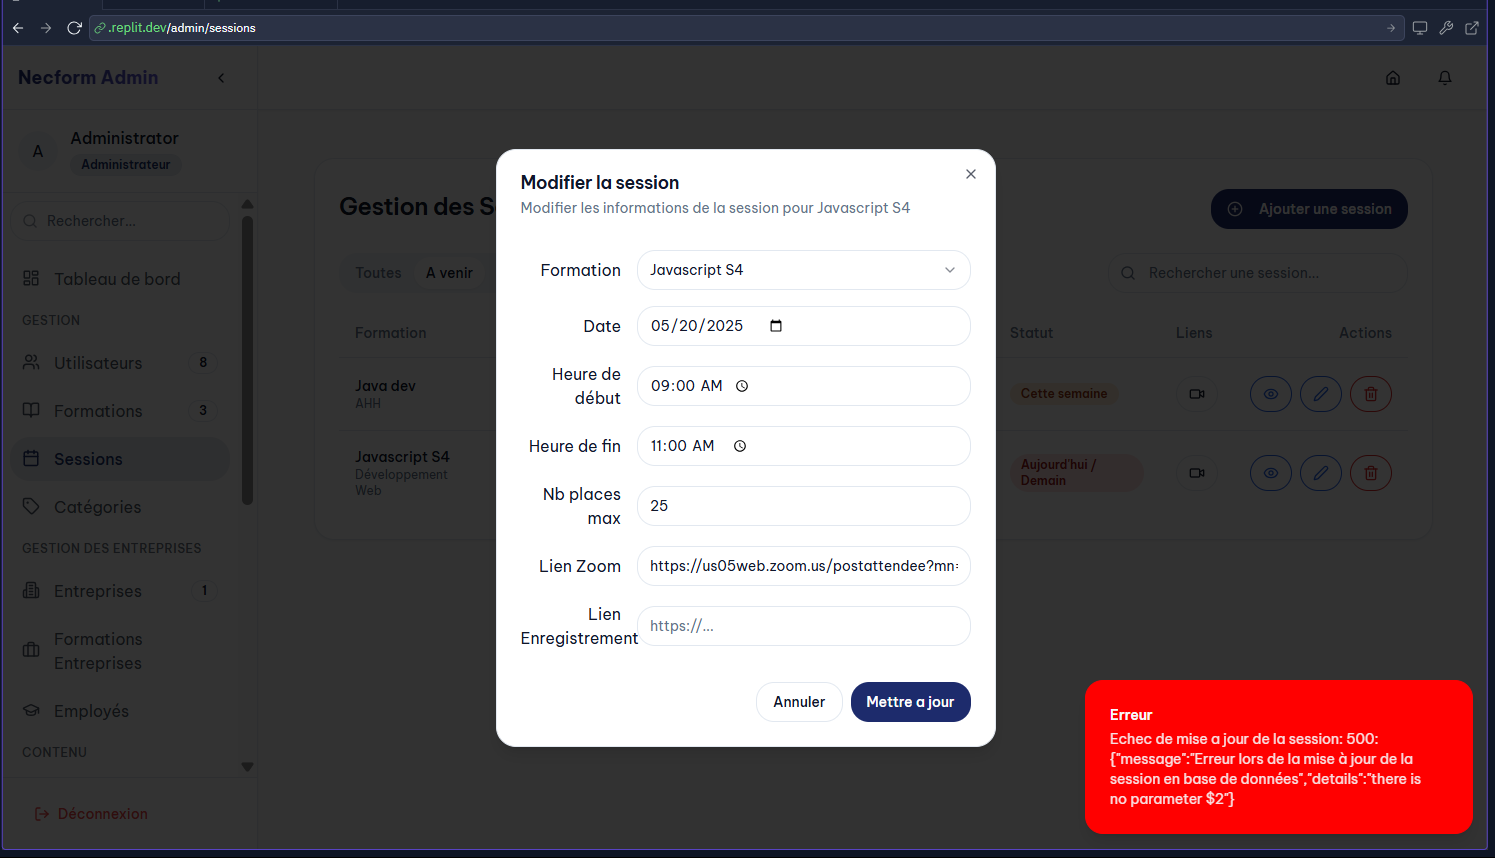 .replit.dev/admin/sessions
Necform Admin
A
Administrator
Administrateur
Rechercher...
Tableau de bord
GESTION
Utilisateurs 8
Formations 3
Sessions
Catégories
GESTION DES ENTREPRISES
Entreprises 1
Formations
Entreprises
Employés
CONTENU
Déconnexion
Gestion des S
Ajouter une session
Toutes A venir
Rechercher une session...
Formation Statut Liens Actions
Java dev
AHH
Cette semaine
Javascript S4
Développement
Web
Aujourd'hui /
Demain
Modifier la session
Modifier les informations de la session pour Javascript S4
Formation Javascript S4
Date 05/20/2025
Heure de
début
09:00 AM
Heure de fin 11:00 AM
Nb places
max
25
Lien Zoom https://us05web.zoom.us/postattendee?mn=
Lien
Enregistrement
https://...
Annuler Mettre a jour
Erreur
Echec de mise a jour de la session: 500:
{"message":"Erreur lors de la mise à jour de la
session en base de données","details":"there is
no parameter $2"}